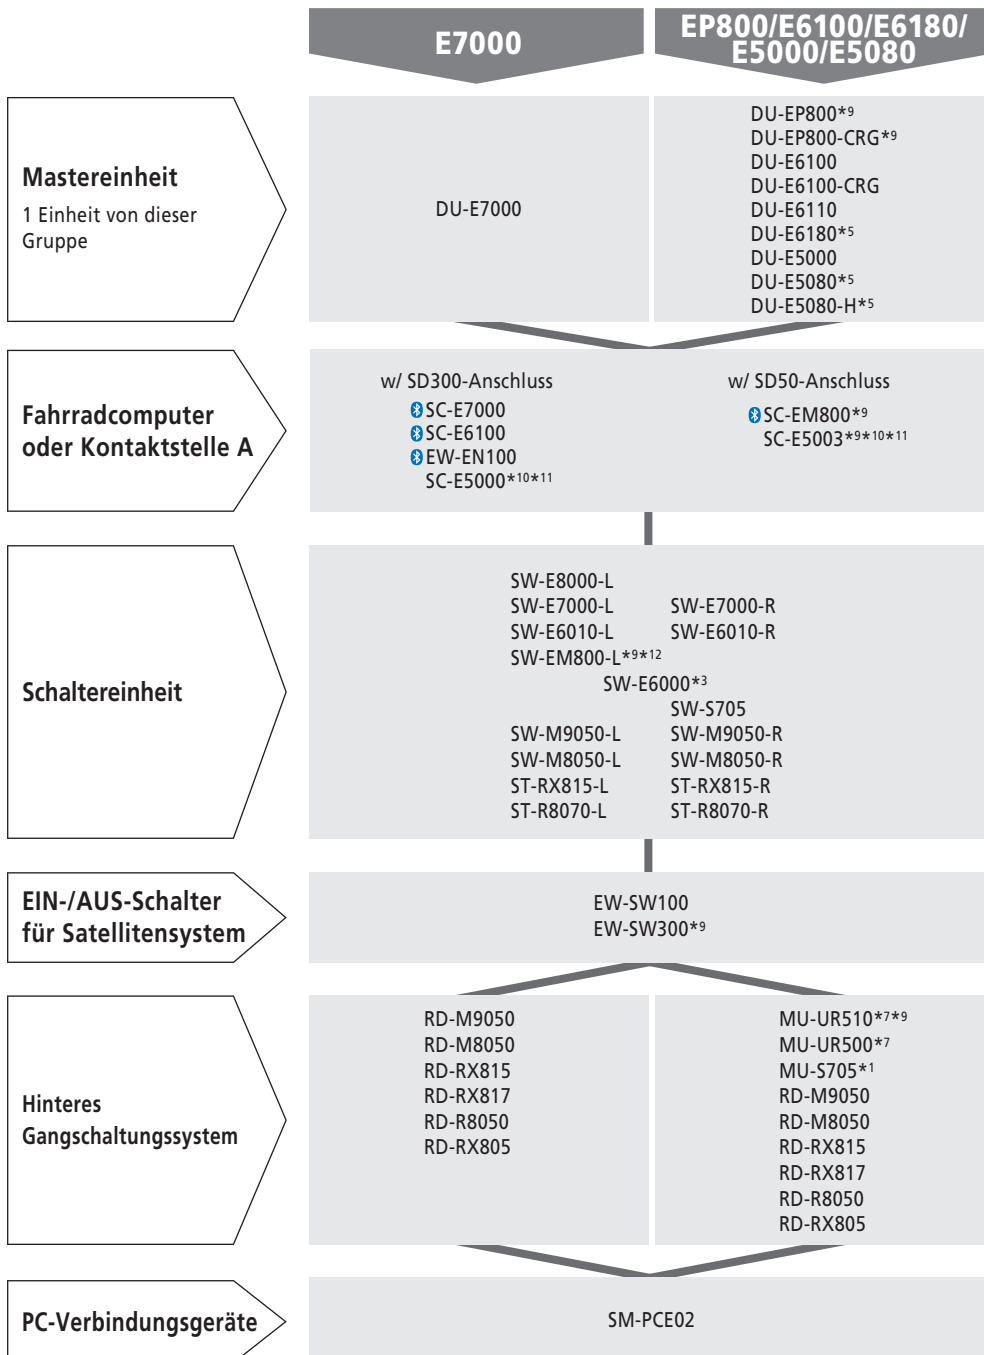 E7000
EP800/E6100/E6180/
E5000/E5080
Mastereinheit
1 Einheit von dieser
Gruppe
DU-E7000
DU-EP800*9
DU-EP800-CRG*9
DU-E6100
DU-E6100-CRG
DU-E6110
DU-E6180*5
DU-E5000
DU-E5080*5
DU-E5080-H*5
Fahrradcomputer
oder Kontaktstelle A
w/ SD300-Anschluss
SC-E7000
SC-E6100
EW-EN100
SC-E5000*10*11
w/ SD50-Anschluss
SC-EM800*9
SC-E5003*9*10*11
Schaltereinheit
SW-E8000-L
SW-E7000-L SW-E7000-R
SW-E6010-L SW-E6010-R
SW-EM800-L*9*12
SW-E6000*3
SW-S705
SW-M9050-L SW-M9050-R
SW-M8050-L SW-M8050-R
ST-RX815-L ST-RX815-R
ST-R8070-L ST-R8070-R
EIN-/AUS-Schalter
für Satellitensystem
EW-SW100
EW-SW300*9
Hinteres
Gangschaltungssystem
RD-M9050
RD-M8050
RD-RX815
RD-RX817
RD-R8050
RD-RX805
MU-UR510*7*9
MU-UR500*7
MU-S705*1
RD-M9050
RD-M8050
RD-RX815
RD-RX817
RD-R8050
RD-RX805
PC-Verbindungsgeräte
SM-PCE02